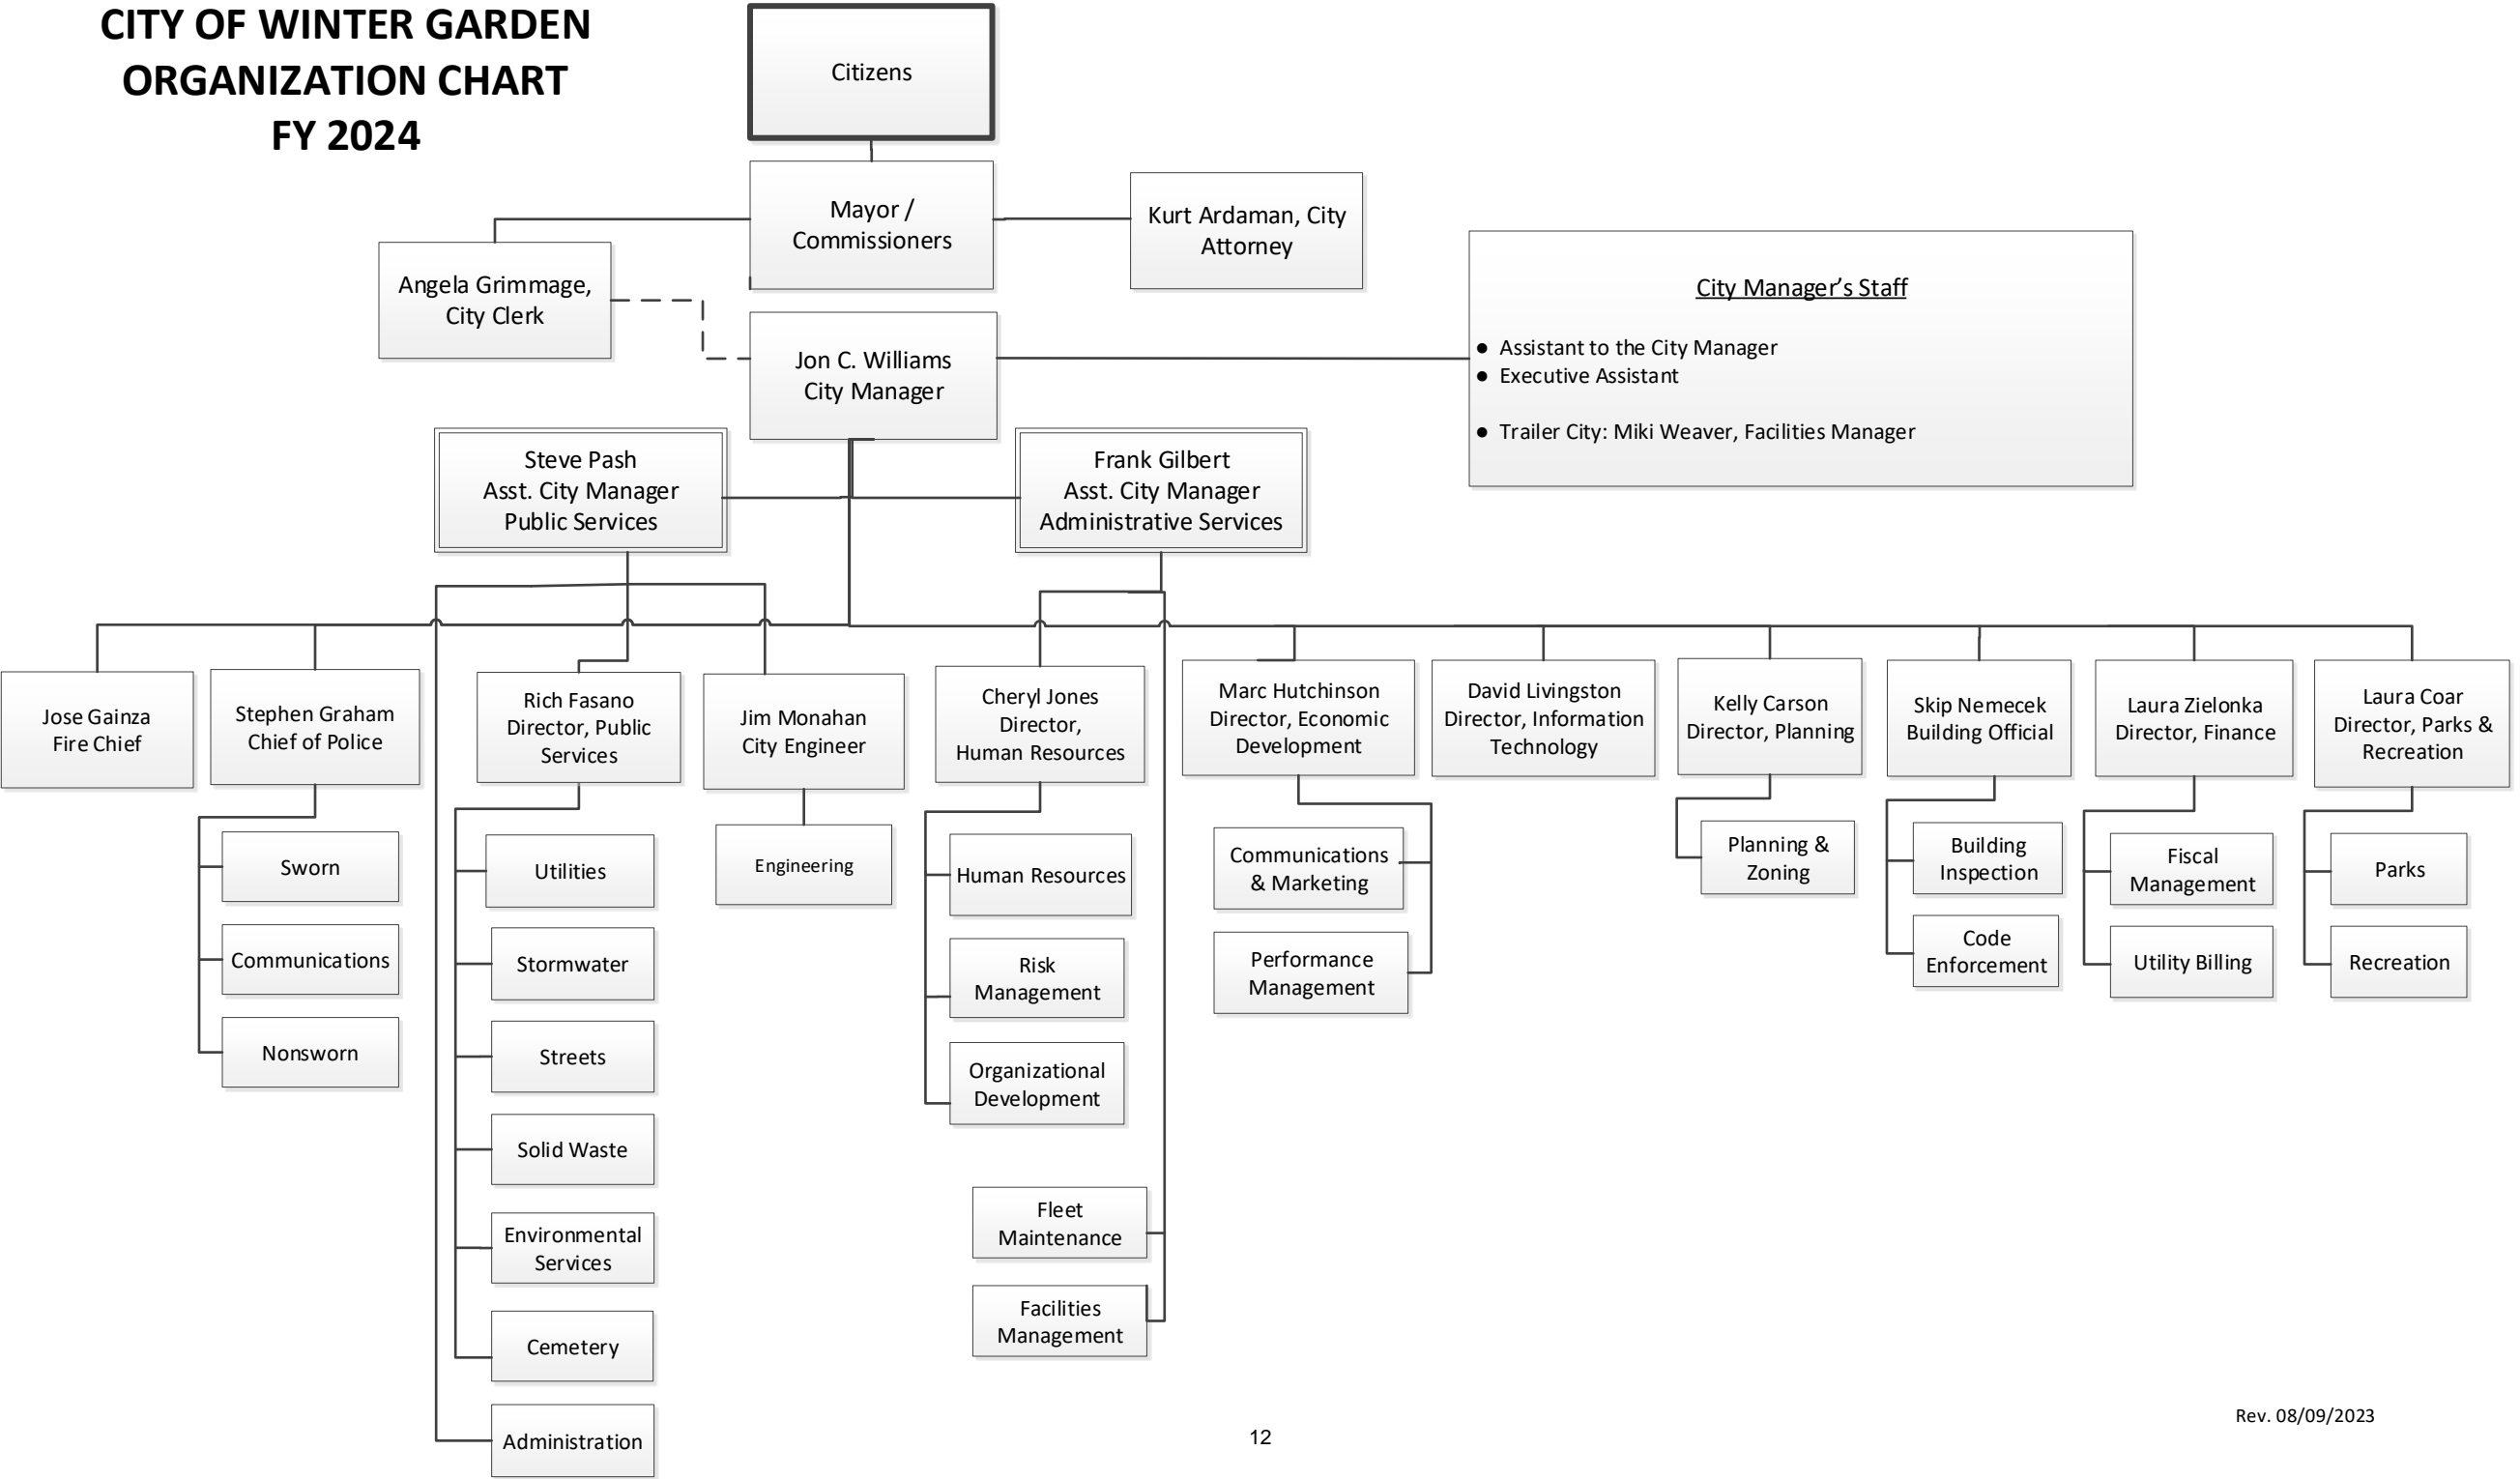 CITY OF WINTER GARDEN
ORGANIZATION CHART
FY 2024
Citizens
Mayor /
Commissioners
Kurt Ardaman, City
Attorney
Angela Grimmage,
City Clerk
City Manager’s Staff
● Assistant to the City Manager
● Executive Assistant
● Trailer City: Miki Weaver, Facilities Manager
Jon C. Williams
City Manager
Steve Pash
Asst. City Manager
Public Services
Frank Gilbert
Asst. City Manager
Administrative Services
Jose Gainza
Fire Chief
Stephen Graham
Chief of Police
Rich Fasano
Director, Public
Services
Jim Monahan
City Engineer
Cheryl Jones
Director,
Human Resources
Marc Hutchinson
Director, Economic
Development
David Livingston
Director, Information
Technology
Kelly Carson
Director, Planning
Skip Nemecek
Building Official
Laura Zielonka
Director, Finance
Laura Coar
Director, Parks &
Recreation
Sworn
Communications
Nonsworn
Utilities
Stormwater
Streets
Solid Waste
Environmental
Services
Cemetery
Administration
Engineering
Human Resources
Risk
Management
Organizational
Development
Fleet
Maintenance
Facilities
Management
Communications
& Marketing
Performance
Management
Planning &
Zoning
Building
Inspection
Code
Enforcement
Fiscal
Management
Utility Billing
Parks
Recreation
Rev. 08/09/2023
12